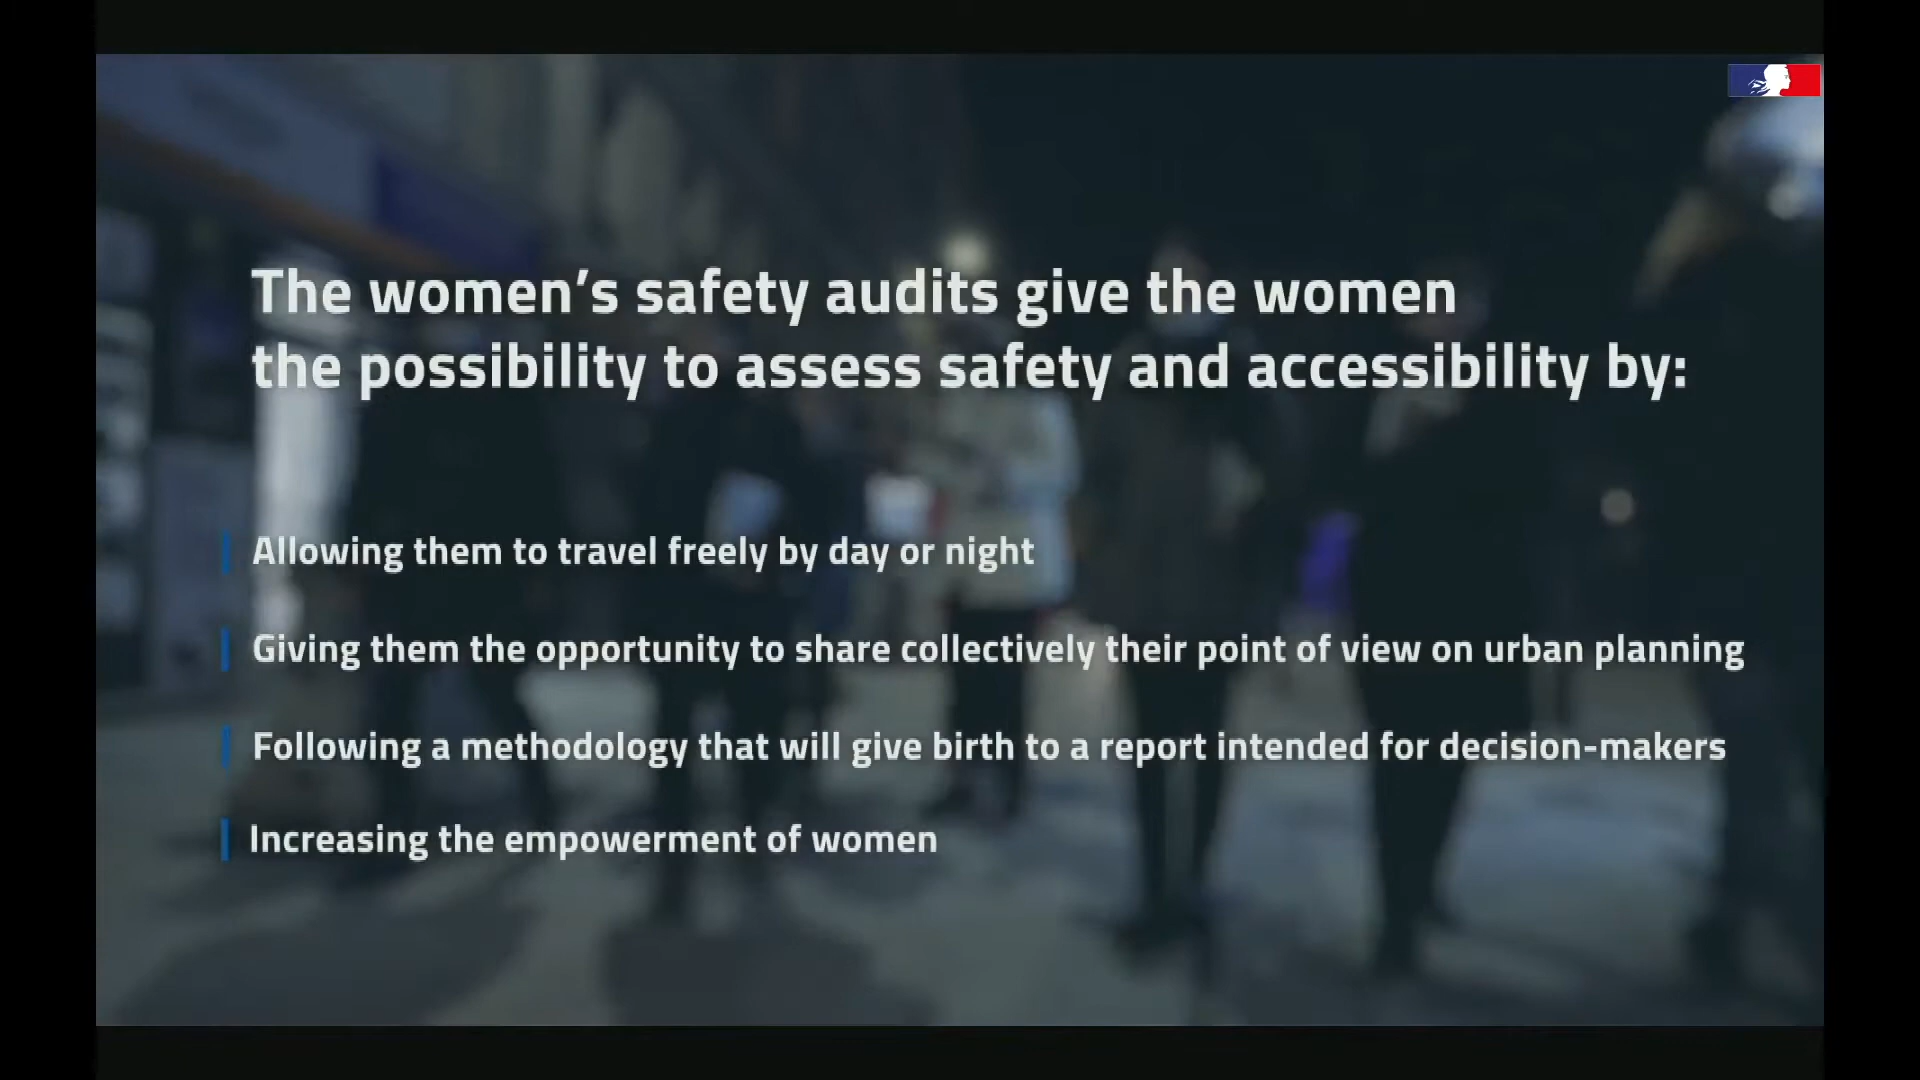 The women’s safety audits give the women
the possibility to assess safety and accessibility by:
Allowing them to travel freely by day or night
Giving them the opportunity to share collectively their point of view on urban planning
Following a methodology that will give birth to a report intended for decision-makers
Increasing the empowerment of women